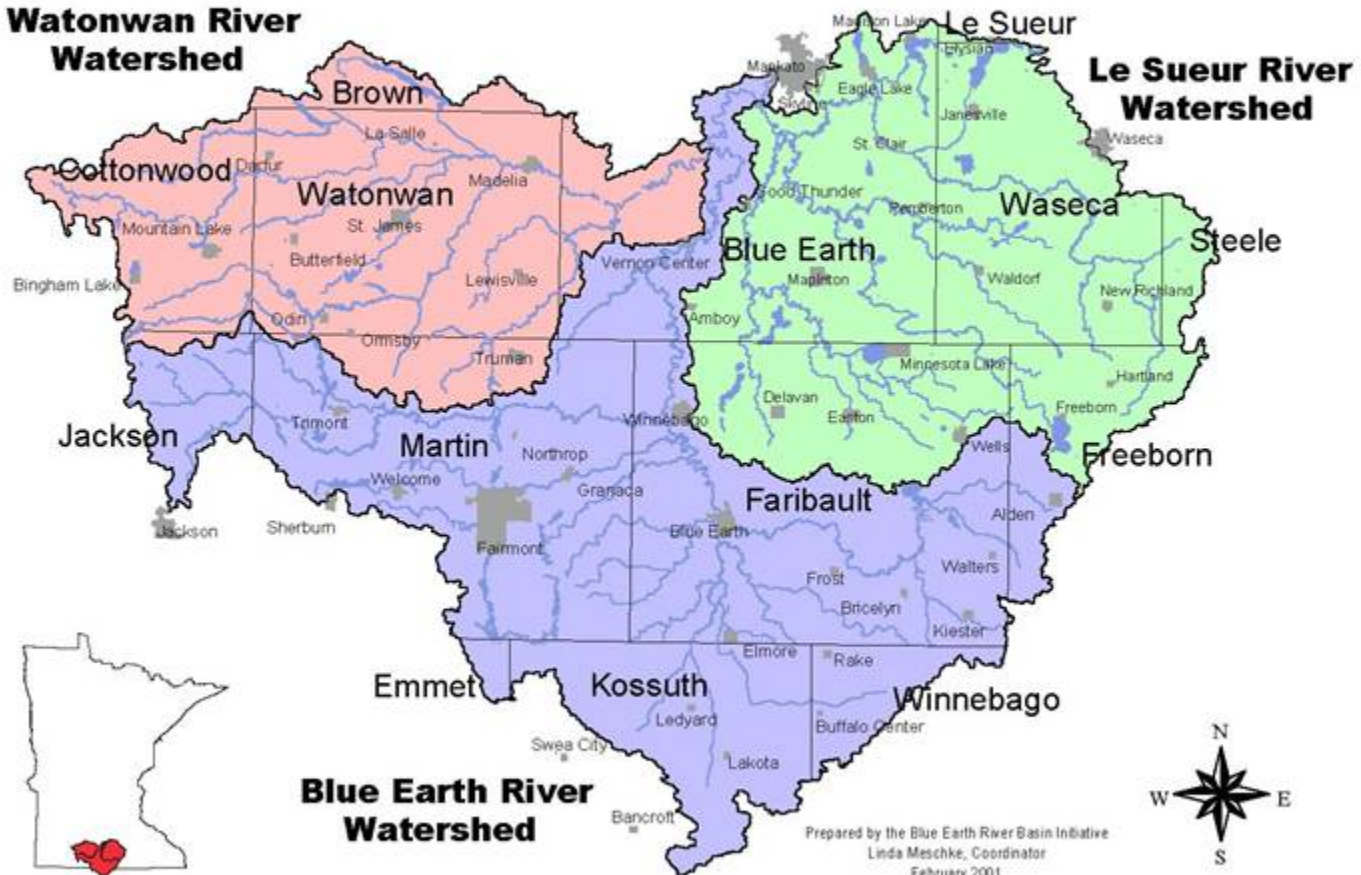 Watonwan River
Watershed
Madison Lake
Le Sueur
Elysian
Mankato
Le Sueur River
Watershed
Skyline
Eagle Lake
Brown
Janesville
La Salle
St. Clair
Waseca
Cottonwood
Darfur
Madelia
Watonwan
Good Thunder
Pemberton
Waseca
St. James
Mountain Lake
Steele
Butterfield
Vernon Center
Blue Earth
Lewisville
Mapleton
Waldorf
Bingham Lake
New Richland
Odin
Amboy
Ormsby
Truman
Minnesota Lake
Hartland
Delavan
Easton
Freeborn
Trimont
Winnebago
Jackson
Martin
Wells
Northrop
Freeborn
Welcome
Granada
Faribault
Jackson
Sherburn
Blue Earth
Alden
Fairmont
Frost
Walters
Bricelyn
Kiester
Elmore
Rake
Emmet
Kossuth
Winnebago
Ledyard
Buffalo Center
Swea City
Lakota
Blue Earth River
Watershed
Bancroft
N
W
E
S
Prepared by the Blue Earth River Basin Initiative
Linda Meschke, Coordinator
February 2001